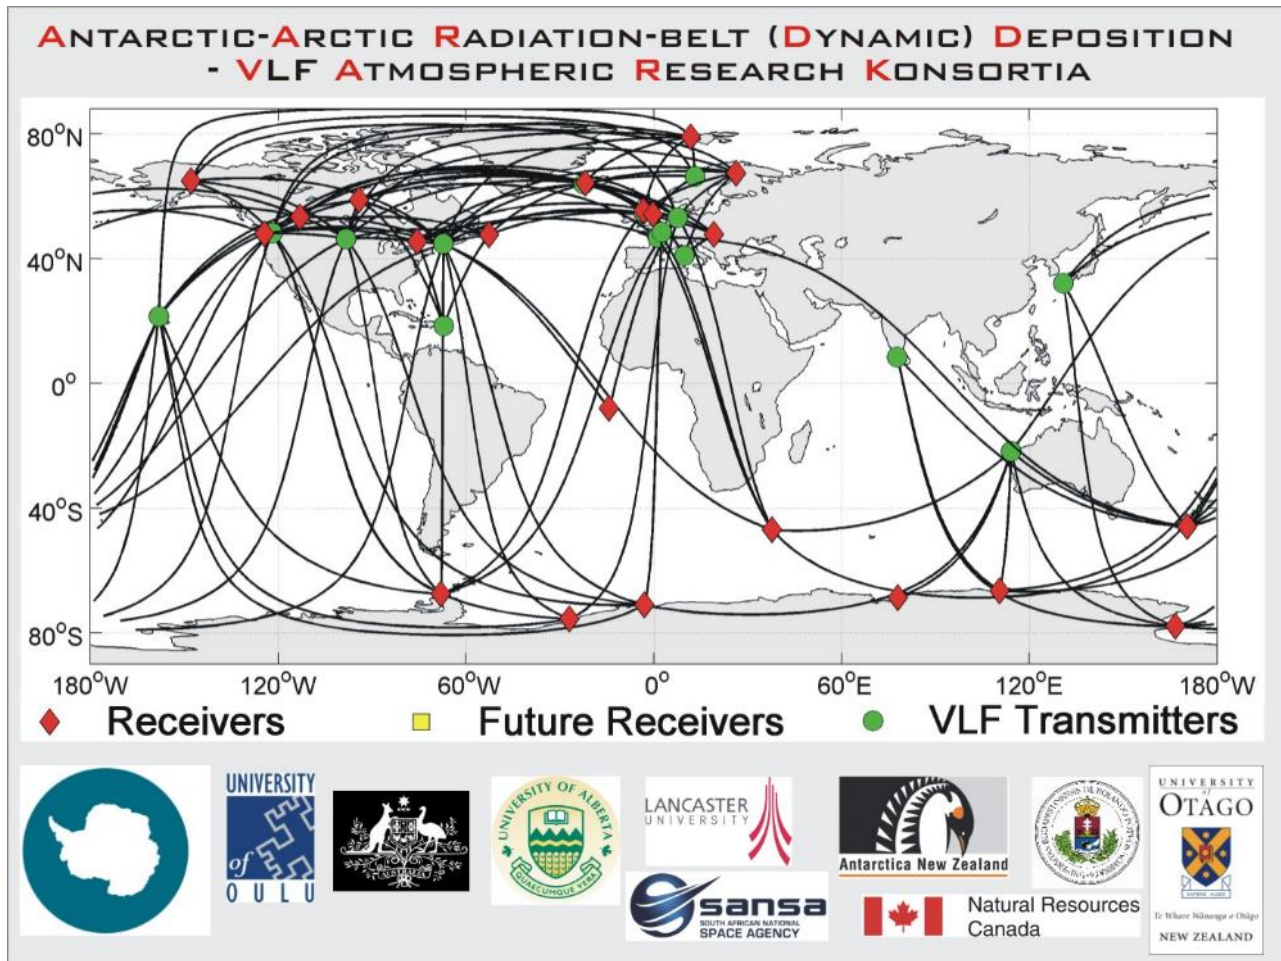 ANTARCTIC-ARCTIC RADIATION-BELT (DYNAMIC) DEPOSITION
- VLF ATMOSPHERIC RESEARCH KONSORTIA
80°N
40°N
0°
40°S
80°S
180°W 120°W 60°W 0° 60°E 120°E 180°W
Receivers Future Receivers VLF Transmitters
UNIVERSITY
of
OULU
AUSTRALIA
UNIVERSITY OF ALBERTA
QUAECUMQUE VERA
LANCASTER
UNIVERSITY
sansa
SOUTH AFRICAN NATIONAL
SPACE AGENCY
Antarctica New Zealand
Natural Resources
Canada
UNIVERSITY
of
OTAGO
SAPERE AUDE
Te Whare Wānanga o Otāgo
NEW ZEALAND